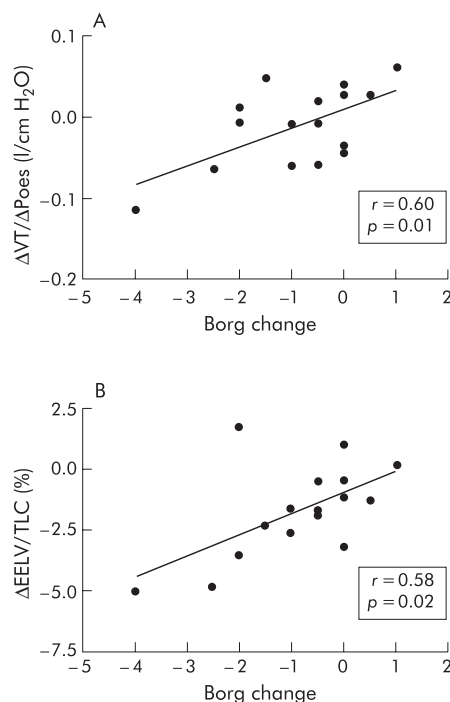 A
ΔVT/ΔPoes (l/cm H₂O)
0.1
0.0
−0.1
−0.2
r = 0.60
p = 0.01
−5 −4 −3 −2 −1 0 1 2
Borg change
B
ΔEELV/TLC (%)
2.5
0.0
−2.5
−5.0
−7.5
r = 0.58
p = 0.02
−5 −4 −3 −2 −1 0 1 2
Borg change